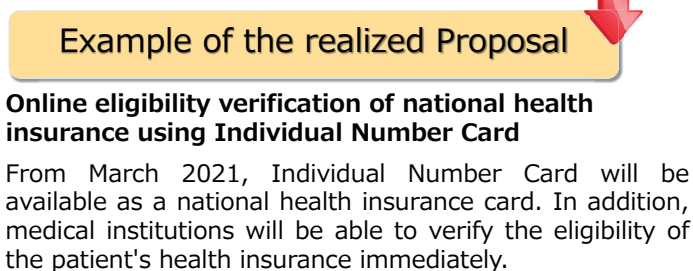 Example of the realized Proposal
Online eligibility verification of national health
insurance using Individual Number Card
From March 2021, Individual Number Card will be
available as a national health insurance card. In addition,
medical institutions will be able to verify the eligibility of
the patient's health insurance immediately.